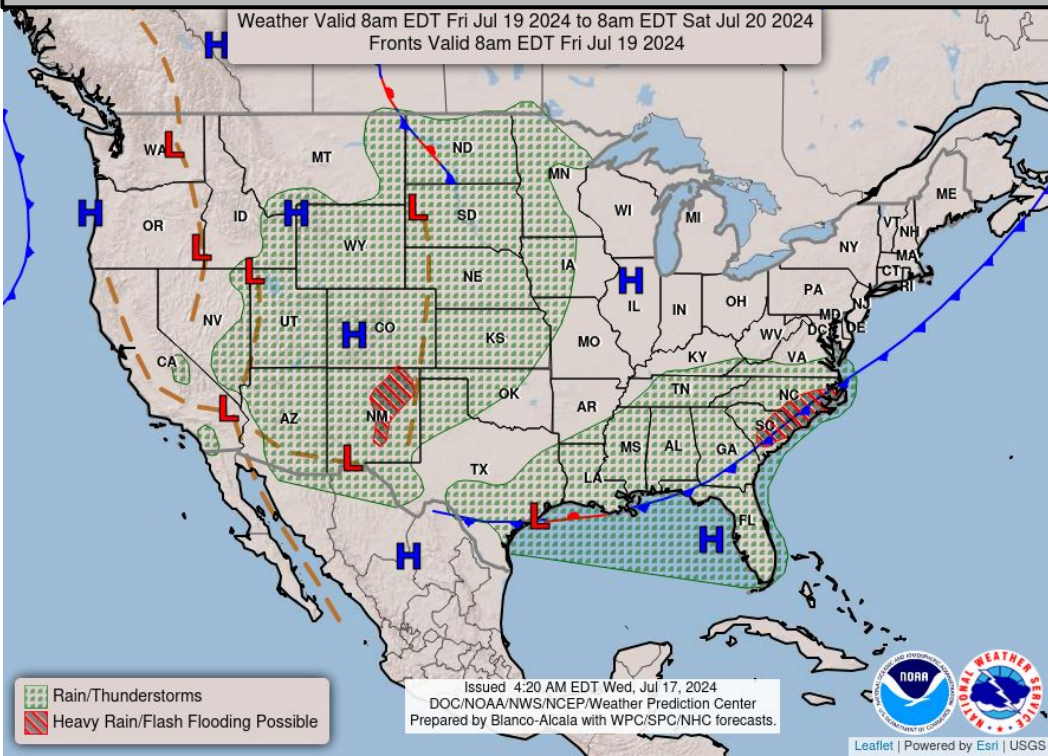 Weather Valid 8am EDT Fri Jul 19 2024 to 8am EDT Sat Jul 20 2024
Fronts Valid 8am EDT Fri Jul 19 2024
H
WA L
MT
ND
MN
ME
H
OR
ID
H
L
SD
WI
MI
VT
NH
NY
MA
CT
RI
L
WY
L
NE
IA
H
IL
IN
OH
PA
NJ
MD
DC
DE
NV
UT
H
CO
KS
MO
WV
VA
KY
CA
L
AZ
NM
OK
AR
TN
NC
SC
L
TX
MS
AL
GA
LA
L
FL
H
H
Rain/Thunderstorms
Heavy Rain/Flash Flooding Possible
Issued 4:20 AM EDT Wed, Jul 17, 2024
DOC/NOAA/NWS/NCEP/Weather Prediction Center
Prepared by Blanco-Alcala with WPC/SPC/NHC forecasts.
NOAA
NATIONAL WEATHER SERVICE
Leaflet | Powered by Esri | USGS